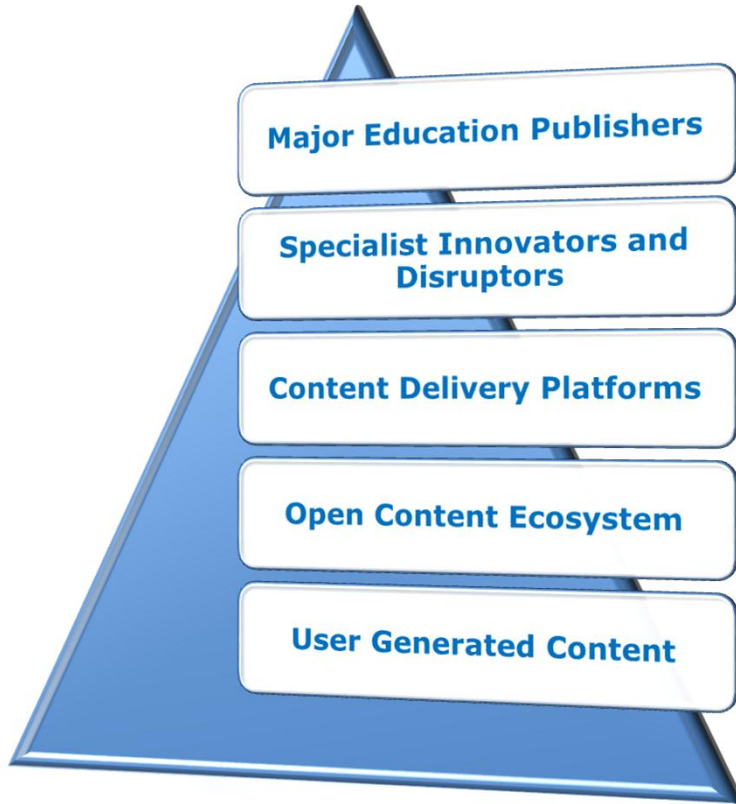 Major Education Publishers
Specialist Innovators and
Disruptors
Content Delivery Platforms
Open Content Ecosystem
User Generated Content